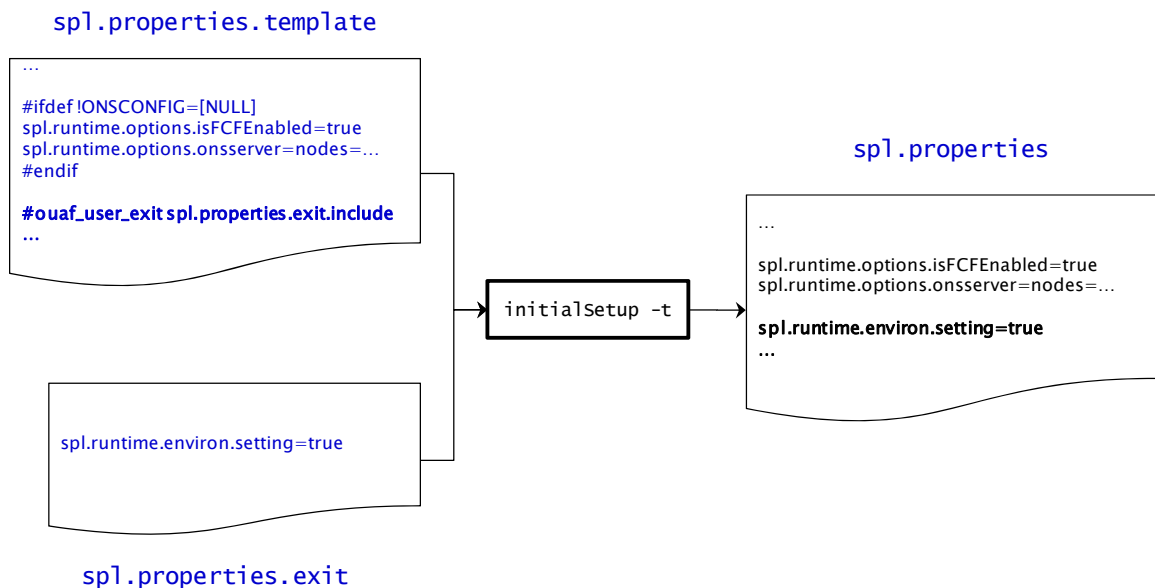 spl.properties.template
...
#ifdef !ONSCONFIG=[NULL]
spl.runtime.options.isFCFEnabled=true
spl.runtime.options.onsserver=nodes=...
#endif
#ouaf_user_exit spl.properties.exit.include
...
spl.runtime.environ.setting=true
spl.properties.exit
initialSetup -t
spl.properties
...
spl.runtime.options.isFCFEnabled=true
spl.runtime.options.onsserver=nodes=...
spl.runtime.environ.setting=true
...